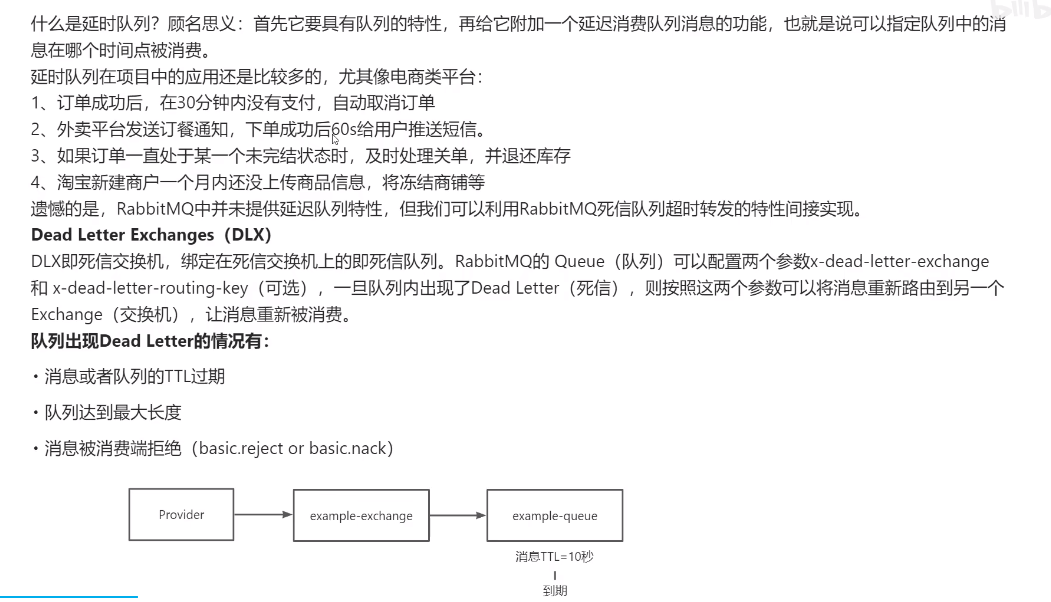 什么是延时队列？顾名思义：首先它要具有队列的特性，再给它附加一个延迟消费队列消息的功能，也就是说可以指定队列中的消
息在哪个时间点被消费。
延时队列在项目中的应用还是比较多的，尤其像电商类平台：
1、订单成功后，在30分钟内没有支付，自动取消订单
2、外卖平台发送订餐通知，下单成功后60s给用户推送短信。
3、如果订单一直处于某一个未完结状态时，及时处理关单，并退还库存
4、淘宝新建商户一个月内还没上传商品信息，将冻结商铺等
遗憾的是，RabbitMQ中并未提供延迟队列特性，但我们可以利用RabbitMQ死信队列超时转发的特性间接实现。
Dead Letter Exchanges（DLX）
DLX即死信交换机，绑定在死信交换机上的即死信队列。RabbitMQ的 Queue（队列）可以配置两个参数x-dead-letter-exchange
和 x-dead-letter-routing-key（可选），一旦队列内出现了Dead Letter（死信），则按照这两个参数可以将消息重新路由到另一个
Exchange（交换机），让消息重新被消费。
队列出现Dead Letter的情况有：
• 消息或者队列的TTL过期
• 队列达到最大长度
• 消息被消费端拒绝（basic.reject or basic.nack）
Provider
example-exchange
example-queue
消息TTL=10秒
到期